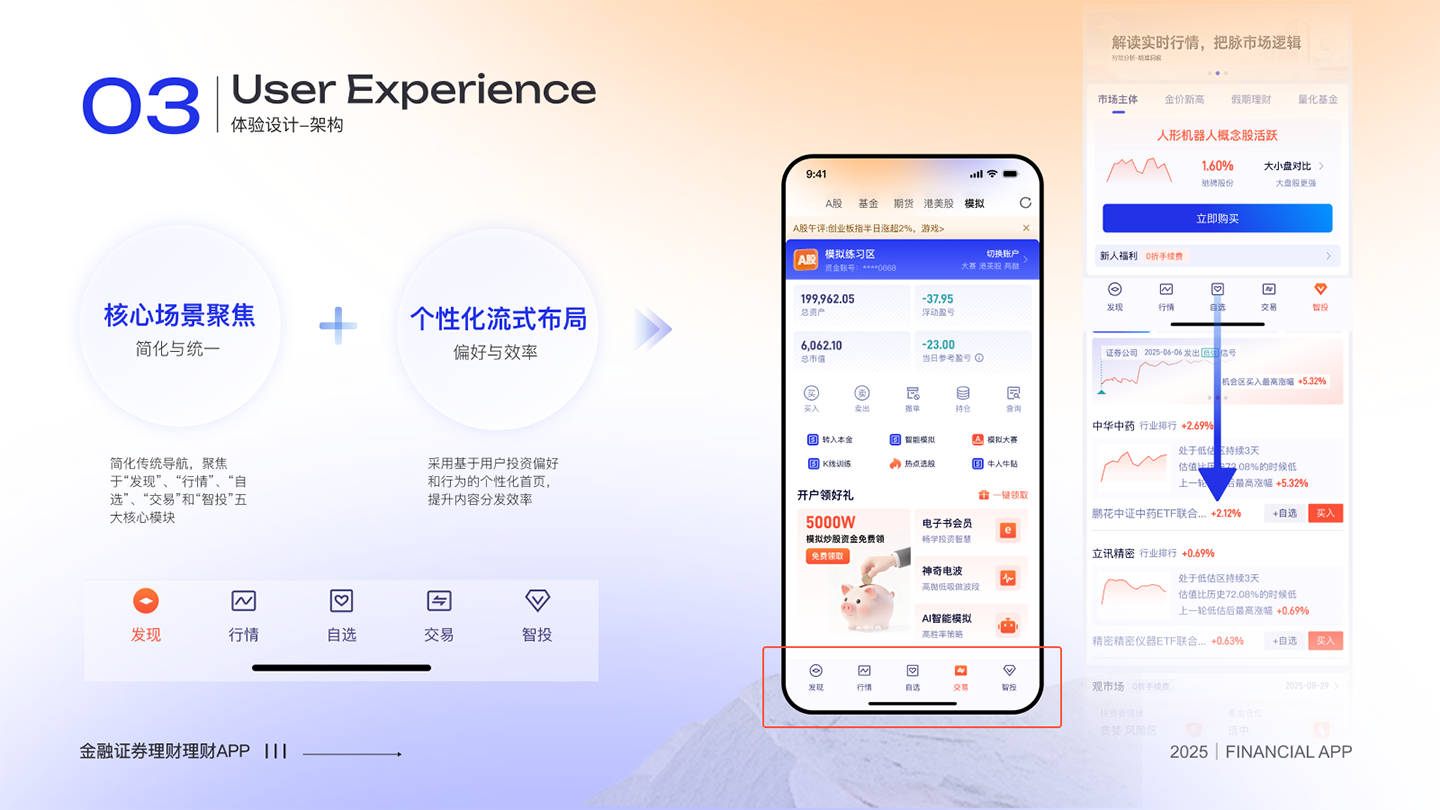 03
User Experience
体验设计–架构
核心场景聚焦
简化与统一
个性化流式布局
偏好与效率
简化传统导航，聚焦
于“发现”、“行情”、“自
选”、“交易”和“智投”五
大核心模块
采用基于用户投资偏好
和行为的个性化首页，
提升内容分发效率
发现 行情 自选 交易 智投
9:41
A股 基金 期货 港美股 模拟
A股午评:创业板指半日涨超2%，游戏>
A股 模拟练习区 切换账户
资金账号：****0668 大赛 港美股 两融
199,962.05 -37.95
总资产 浮动盈亏
6,062.10 -23.00
总市值 当日参考盈亏
买 卖
买入 卖出 撤单 持仓 查询
转入本金 智能模拟 模拟大赛
K线训练 热点选股 牛人牛贴
开户领好礼 一键领取
5000W
模拟炒股资金免费领
免费领取
电子书会员
畅学投资智慧
神奇电波
高抛低吸做波段
AI智能模拟
高胜率策略
发现 行情 自选 交易 智投
解读实时行情，把脉市场逻辑
市场主体 金价新高 假期理财 量化基金
人形机器人概念股活跃
1.60% 大小盘对比
驰骋股份 大盘股更强
立即购买
新人福利 0折手续费
发现 行情 自选 交易 智投
证券公司 2025-06-06 发出 低估 信号
机会区买入最高涨幅 +5.32%
中华中药 行业排行 +2.69%
处于低估区持续3天
估值比历史72.08%的时候低
上一轮低估后最高涨幅 +5.32%
鹏花中证中药ETF联合... +2.12% +自选 买入
立讯精密 行业排行 +0.69%
处于低估区持续3天
估值比历史72.08%的时候低
上一轮低估后最高涨幅 +0.69%
精密精密仪器ETF联合... +0.63% +自选 买入
观市场 0折手续费 2025-08-29
金融证券理财理财APP
2025 | FINANCIAL APP